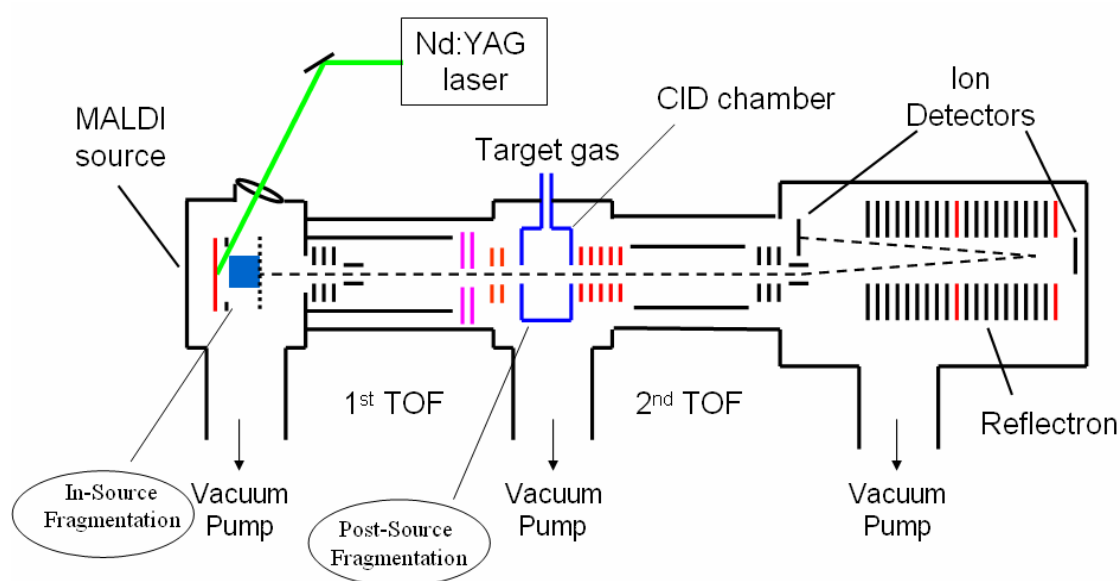 Nd:YAG
laser
MALDI
source
CID chamber
Ion
Detectors
Target gas
1st TOF
2nd TOF
Reflectron
In-Source
Fragmentation
Vacuum
Pump
Post-Source
Fragmentation
Vacuum
Pump
Vacuum
Pump